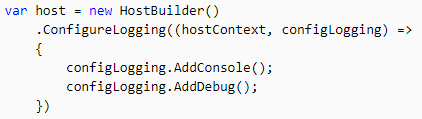 var host = new HostBuilder()
    .ConfigureLogging((hostContext, configLogging) =>
    {
        configLogging.AddConsole();
        configLogging.AddDebug();
    })